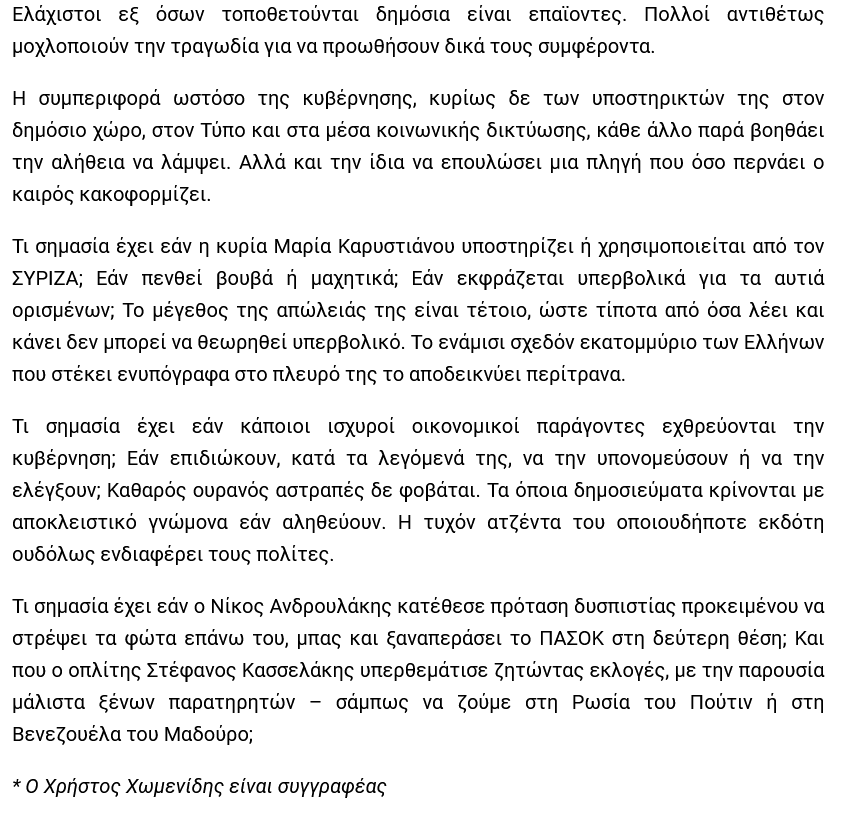 Ελάχιστοι εξ όσων τοποθετούνται δημόσια είναι επαΐοντες. Πολλοί αντιθέτως
μοχλοποιούν την τραγωδία για να προωθήσουν δικά τους συμφέροντα.
Η συμπεριφορά ωστόσο της κυβέρνησης, κυρίως δε των υποστηρικτών της στον
δημόσιο χώρο, στον Τύπο και στα μέσα κοινωνικής δικτύωσης, κάθε άλλο παρά βοηθάει
την αλήθεια να λάμψει. Αλλά και την ίδια να επουλώσει μια πληγή που όσο περνάει ο
καιρός κακοφορμίζει.
Τι σημασία έχει εάν η κυρία Μαρία Καρυστιάνου υποστηρίζει ή χρησιμοποιείται από τον
ΣΥΡΙΖΑ; Εάν πενθεί βουβά ή μαχητικά; Εάν εκφράζεται υπερβολικά για τα αυτιά
ορισμένων; Το μέγεθος της απώλειάς της είναι τέτοιο, ώστε τίποτα από όσα λέει και
κάνει δεν μπορεί να θεωρηθεί υπερβολικό. Το ενάμισι σχεδόν εκατομμύριο των Ελλήνων
που στέκει ενυπόγραφα στο πλευρό της το αποδεικνύει περίτρανα.
Τι σημασία έχει εάν κάποιοι ισχυροί οικονομικοί παράγοντες εχθρεύονται την
κυβέρνηση; Εάν επιδιώκουν, κατά τα λεγόμενά της, να την υπονομεύσουν ή να την
ελέγξουν; Καθαρός ουρανός αστραπές δε φοβάται. Τα όποια δημοσιεύματα κρίνονται με
αποκλειστικό γνώμονα εάν αληθεύουν. Η τυχόν ατζέντα του οποιουδήποτε εκδότη
ουδόλως ενδιαφέρει τους πολίτες.
Τι σημασία έχει εάν ο Νίκος Ανδρουλάκης κατέθεσε πρόταση δυσπιστίας προκειμένου να
στρέψει τα φώτα επάνω του, μπας και ξαναπεράσει το ΠΑΣΟΚ στη δεύτερη θέση; Και
που ο οπλίτης Στέφανος Κασσελάκης υπερθεμάτισε ζητώντας εκλογές, με την παρουσία
μάλιστα ξένων παρατηρητών – σάμπως να ζούμε στη Ρωσία του Πούτιν ή στη
Βενεζουέλα του Μαδούρο;
* Ο Χρήστος Χωμενίδης είναι συγγραφέας